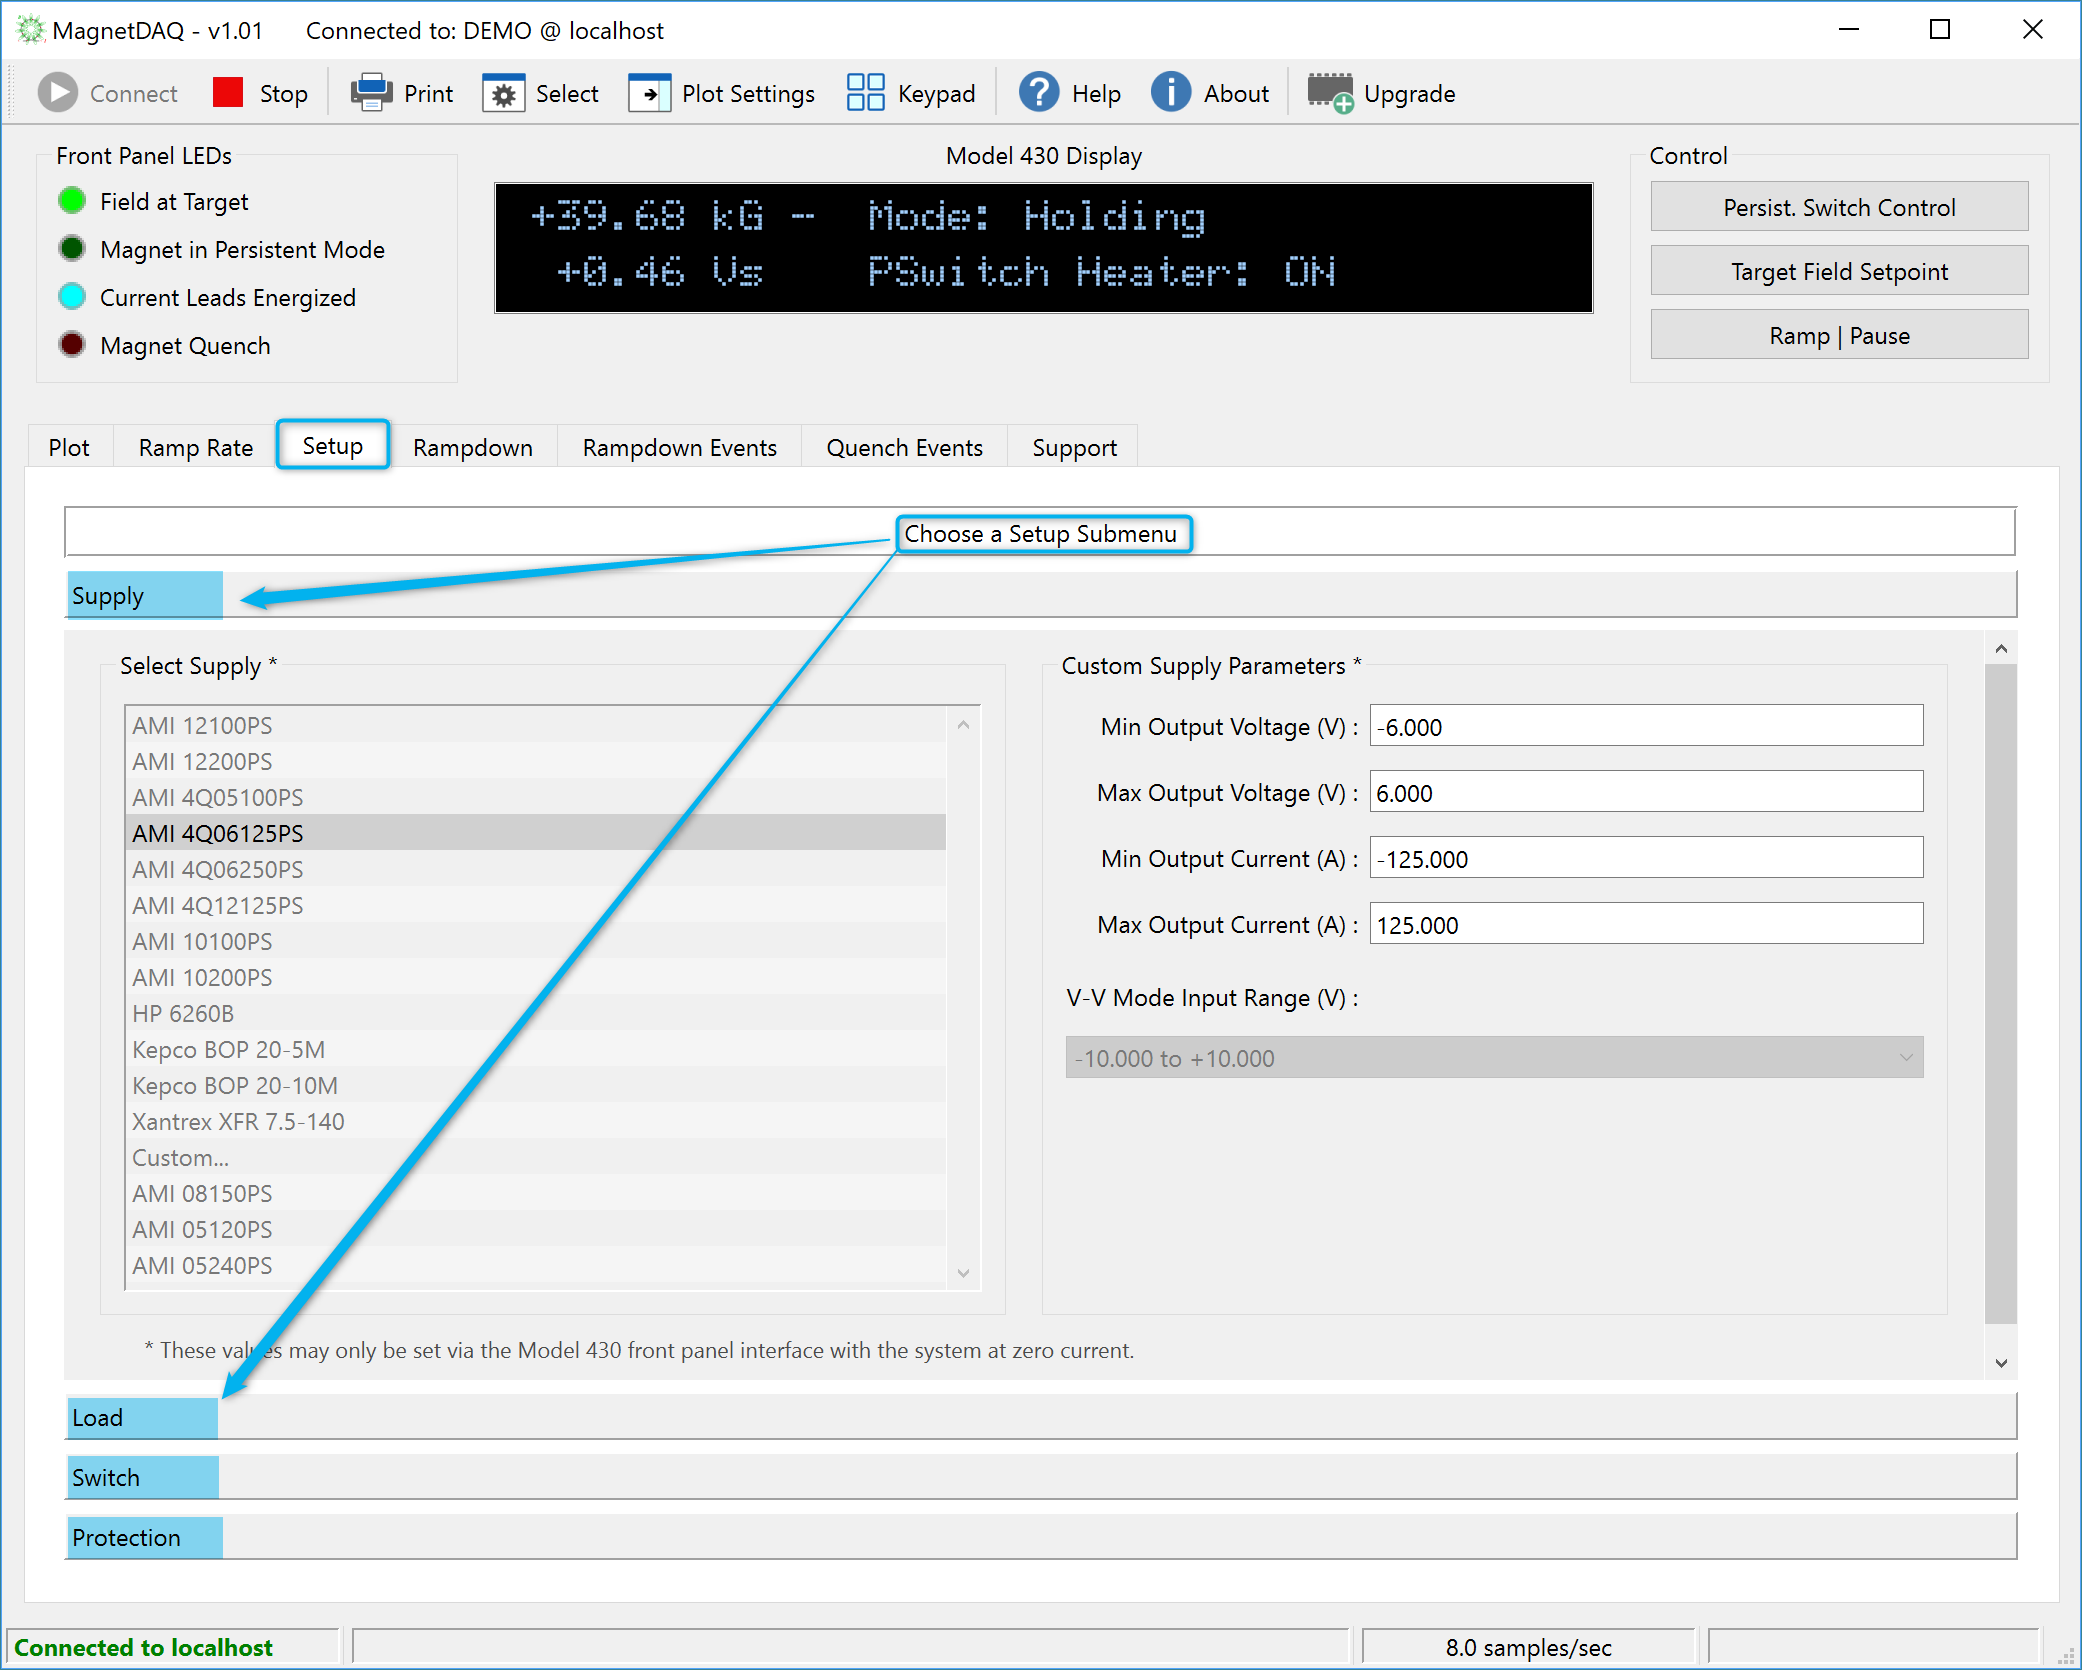 MagnetDAQ - v1.01 Connected to: DEMO @ localhost
Connect Stop Print Select Plot Settings Keypad Help About Upgrade
Front Panel LEDs
Field at Target
Magnet in Persistent Mode
Current Leads Energized
Magnet Quench
Model 430 Display
+39.68 kG - Mode: Holding
+0.46 Vs PSwitch Heater: ON
Control
Persist. Switch Control
Target Field Setpoint
Ramp | Pause
Plot Ramp Rate Setup Rampdown Rampdown Events Quench Events Support
Choose a Setup Submenu
Supply
Select Supply *
AMI 12100PS
AMI 12200PS
AMI 4Q05100PS
AMI 4Q06125PS
AMI 4Q06250PS
AMI 4Q12125PS
AMI 10100PS
AMI 10200PS
HP 6260B
Kepco BOP 20-5M
Kepco BOP 20-10M
Xantrex XFR 7.5-140
Custom...
AMI 08150PS
AMI 05120PS
AMI 05240PS
Custom Supply Parameters *
Min Output Voltage (V) : -6.000
Max Output Voltage (V) : 6.000
Min Output Current (A) : -125.000
Max Output Current (A) : 125.000
V-V Mode Input Range (V) :
-10.000 to +10.000
* These values may only be set via the Model 430 front panel interface with the system at zero current.
Load
Switch
Protection
Connected to localhost 8.0 samples/sec